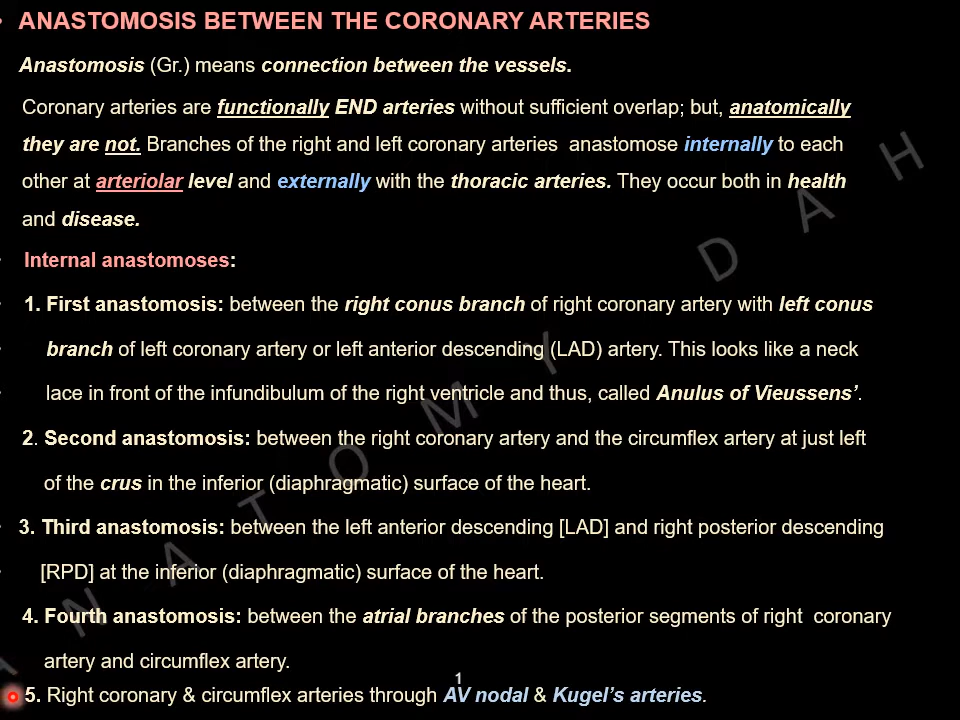 • ANASTOMOSIS BETWEEN THE CORONARY ARTERIES
Anastomosis (Gr.) means connection between the vessels.
Coronary arteries are functionally END arteries without sufficient overlap; but, anatomically
they are not. Branches of the right and left coronary arteries anastomose internally to each
other at arteriolar level and externally with the thoracic arteries. They occur both in health
and disease.
Internal anastomoses:
1. First anastomosis: between the right conus branch of right coronary artery with left conus
branch of left coronary artery or left anterior descending (LAD) artery. This looks like a neck
lace in front of the infundibulum of the right ventricle and thus, called Anulus of Vieussens’.
2. Second anastomosis: between the right coronary artery and the circumflex artery at just left
of the crus in the inferior (diaphragmatic) surface of the heart.
3. Third anastomosis: between the left anterior descending [LAD] and right posterior descending
[RPD] at the inferior (diaphragmatic) surface of the heart.
4. Fourth anastomosis: between the atrial branches of the posterior segments of right coronary
artery and circumflex artery.
1
5. Right coronary & circumflex arteries through AV nodal & Kugel’s arteries.
ANATOMY DAH